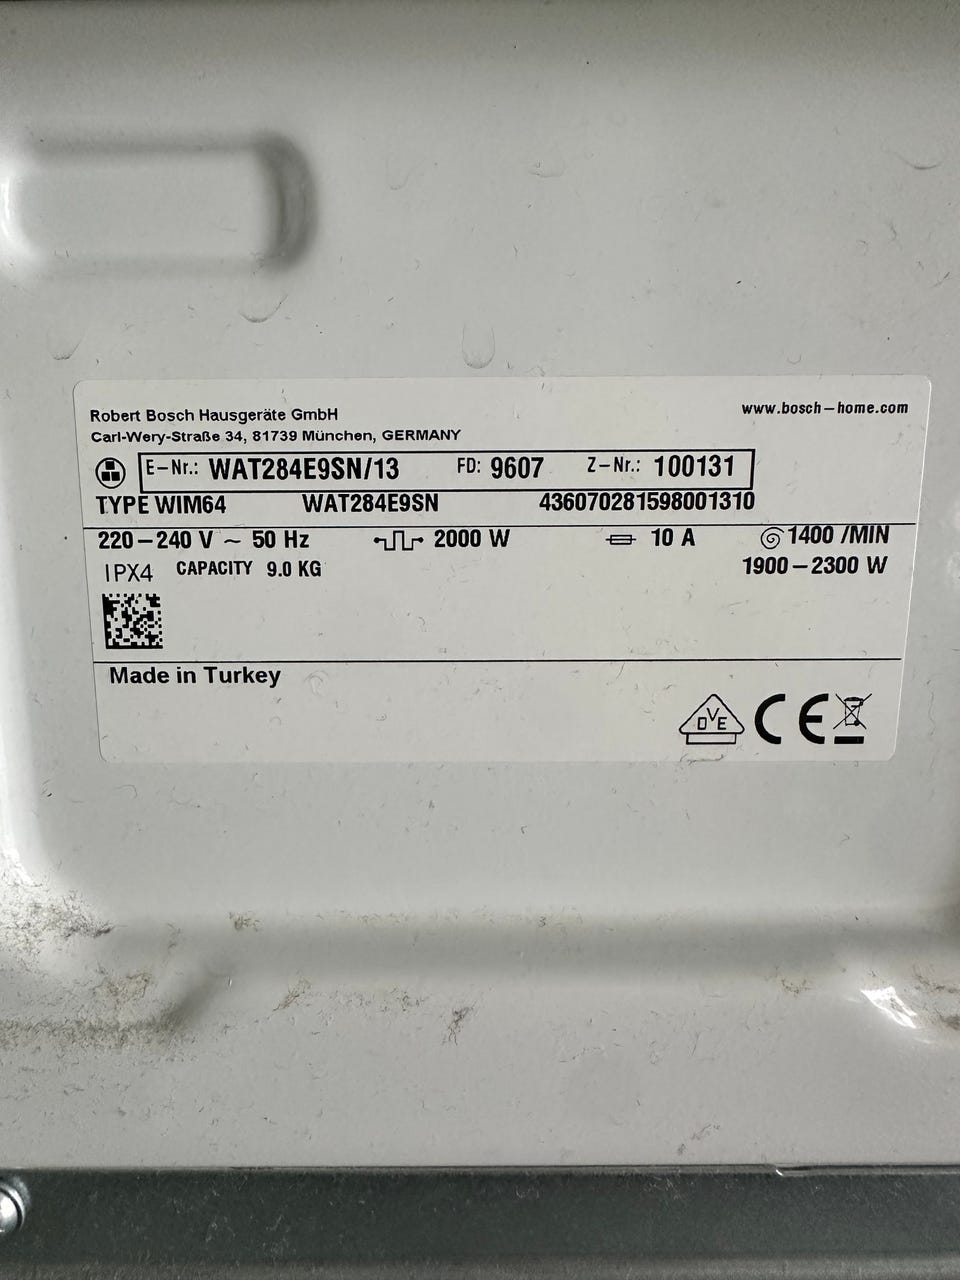 Robert Bosch Hausgeräte GmbH
www.bosch-home.com
Carl-Wery-Straße 34, 81739 München, GERMANY
E-Nr.: WAT284E9SN/13 FD: 9607 Z-Nr.: 100131
TYPE WIM64 WAT284E9SN 436070281598001310
220-240 V ~ 50 Hz 2000 W 10 A 1400 /MIN
IPX4 CAPACITY 9.0 KG 1900-2300 W
Made in Turkey
DVE CE